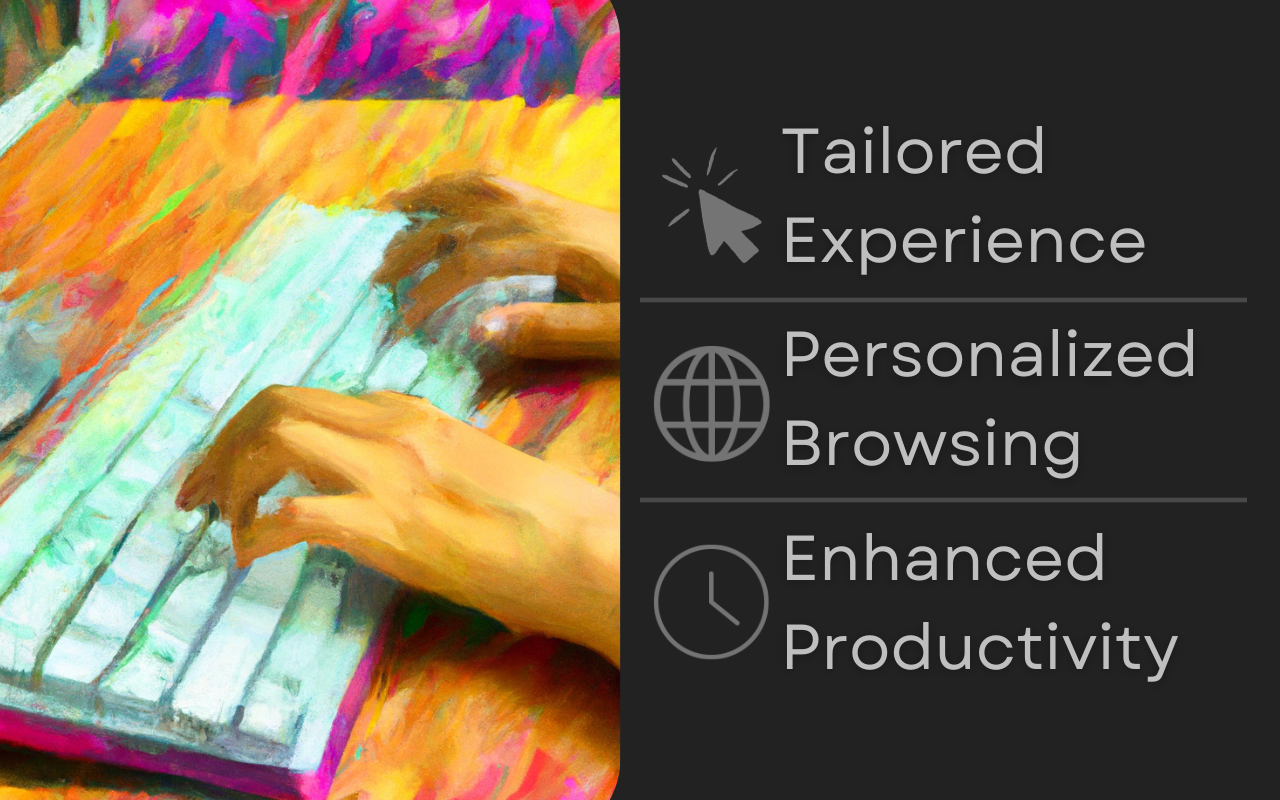 Tailored
Experience
Personalized
Browsing
Enhanced
Productivity